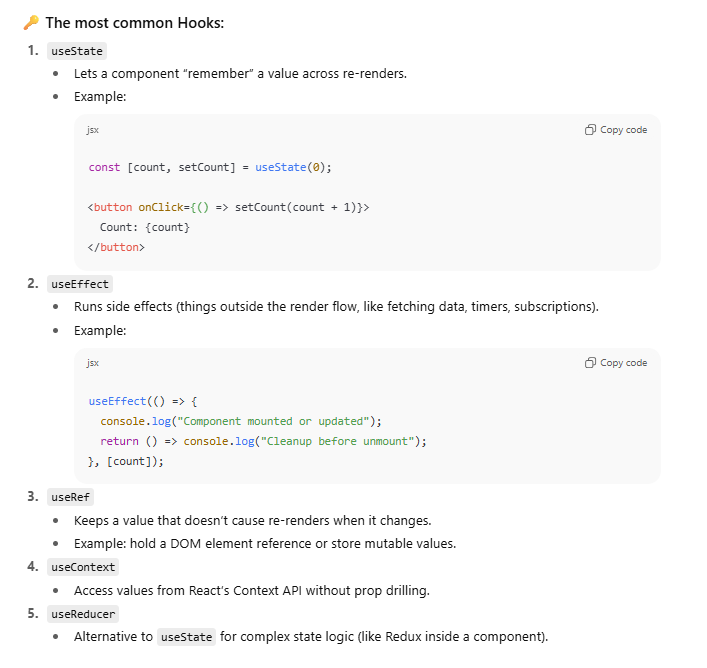 🔑 The most common Hooks:
1. useState
• Lets a component “remember” a value across re-renders.
• Example:
jsx Copy code
const [count, setCount] = useState(0);
<button onClick={() => setCount(count + 1)}>
Count: {count}
</button>
2. useEffect
• Runs side effects (things outside the render flow, like fetching data, timers, subscriptions).
• Example:
jsx Copy code
useEffect(() => {
console.log("Component mounted or updated");
return () => console.log("Cleanup before unmount");
}, [count]);
3. useRef
• Keeps a value that doesn’t cause re-renders when it changes.
• Example: hold a DOM element reference or store mutable values.
4. useContext
• Access values from React’s Context API without prop drilling.
5. useReducer
• Alternative to useState for complex state logic (like Redux inside a component).